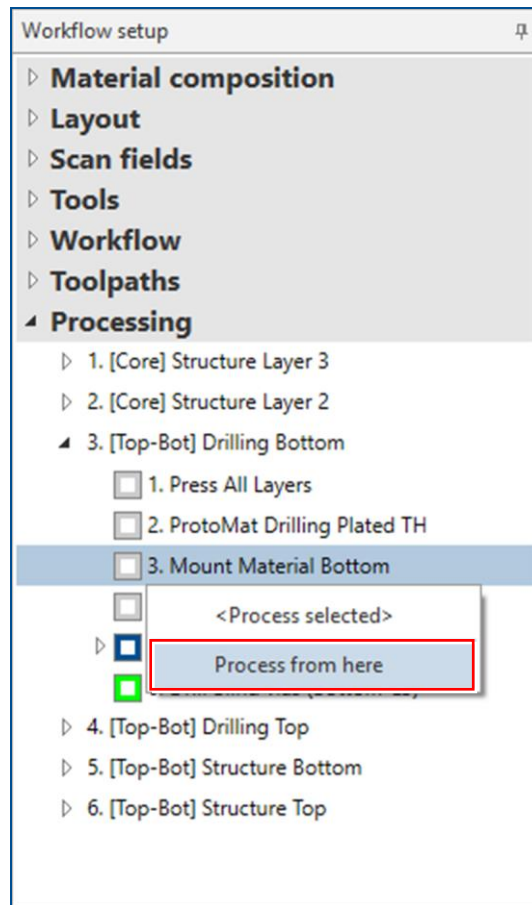 Workflow setup
Material composition
Layout
Scan fields
Tools
Workflow
Toolpaths
Processing
1. [Core] Structure Layer 3
2. [Core] Structure Layer 2
3. [Top-Bot] Drilling Bottom
1. Press All Layers
2. ProtoMat Drilling Plated TH
3. Mount Material Bottom
<Process selected>
Process from here
4. [Top-Bot] Drilling Top
5. [Top-Bot] Structure Bottom
6. [Top-Bot] Structure Top